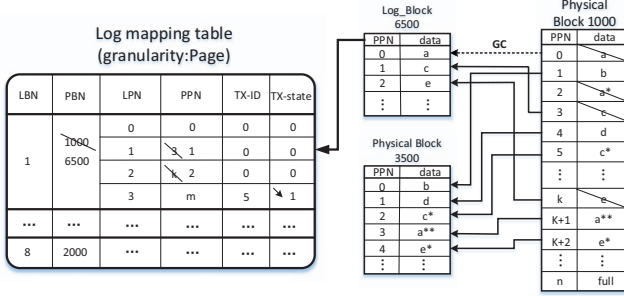 Log mapping table
(granularity:Page)
LBN PBN LPN PPN TX-ID TX-state
1 1000 6500 0 0 0 0
1 3 1 0 0
2 k 2 0 0
3 m 5 1
... ... ... ... ... ...
8 2000 ... ... ... ...
Log_Block
6500
PPN data
0 a
1 c
2 e
⋮ ⋮
GC
Physical Block
3500
PPN data
0 b
1 d
2 c*
3 a**
4 e*
⋮ ⋮
Physical
Block 1000
PPN data
0 a
1 b
2 a*
3 c
4 d
5 c*
⋮ ⋮
k e
K+1 a**
K+2 e*
⋮ ⋮
n full